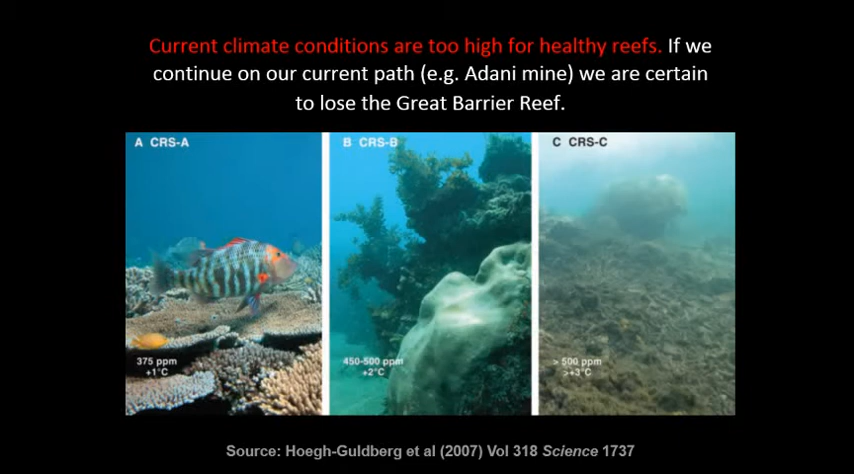 Current climate conditions are too high for healthy reefs. If we
continue on our current path (e.g. Adani mine) we are certain
to lose the Great Barrier Reef.
A CRS-A
B CRS-B
C CRS-C
375 ppm
+1°C
450-500 ppm
+2°C
> 500 ppm
>+3°C
Source: Hoegh-Guldberg et al (2007) Vol 318 Science 1737